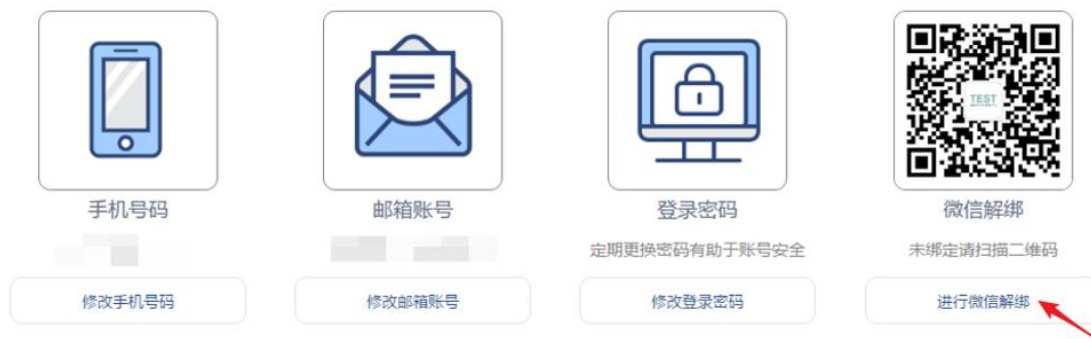 TEST
手机号码
邮箱账号
登录密码
微信解绑
定期更换密码有助于账号安全
未绑定请扫描二维码
修改手机号码
修改邮箱账号
修改登录密码
进行微信解绑